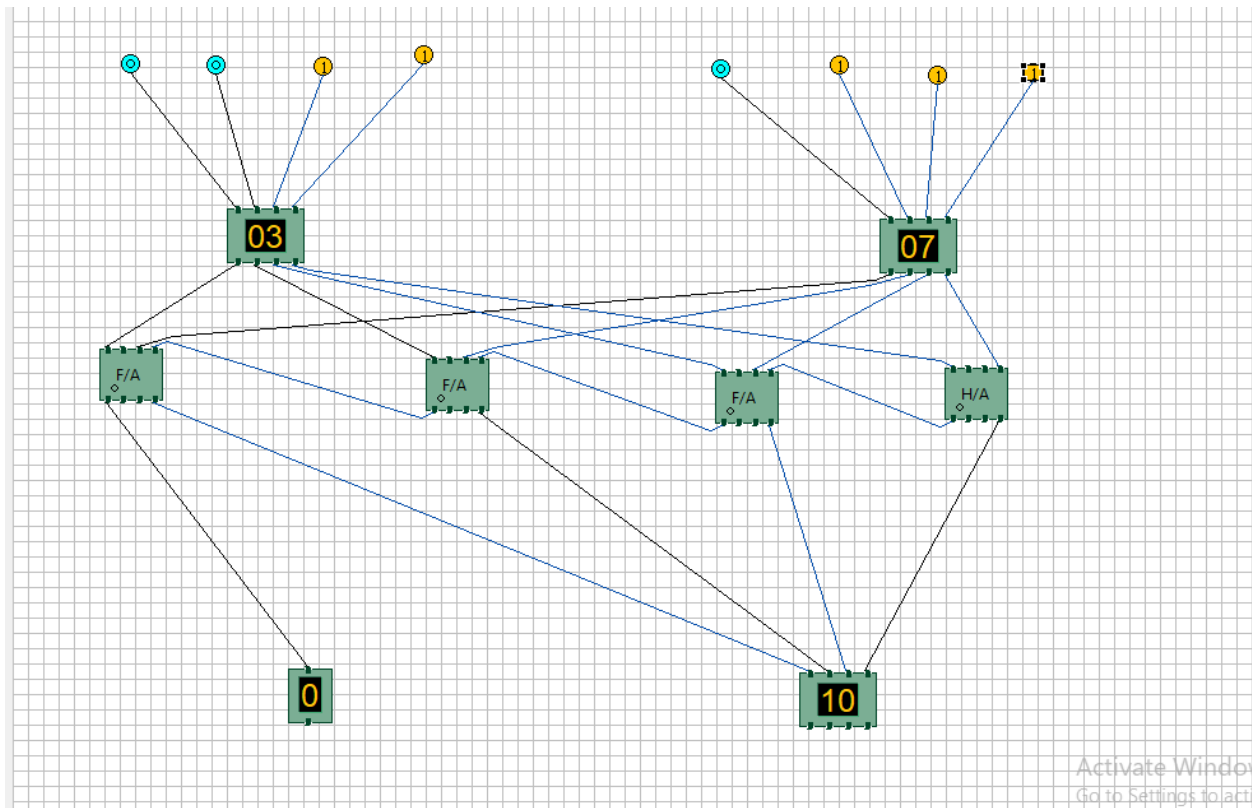 0 0 1 1 0 1 1 1
03 07
F/A F/A F/A H/A
0 10
Activate Windo
Go to Settings to act